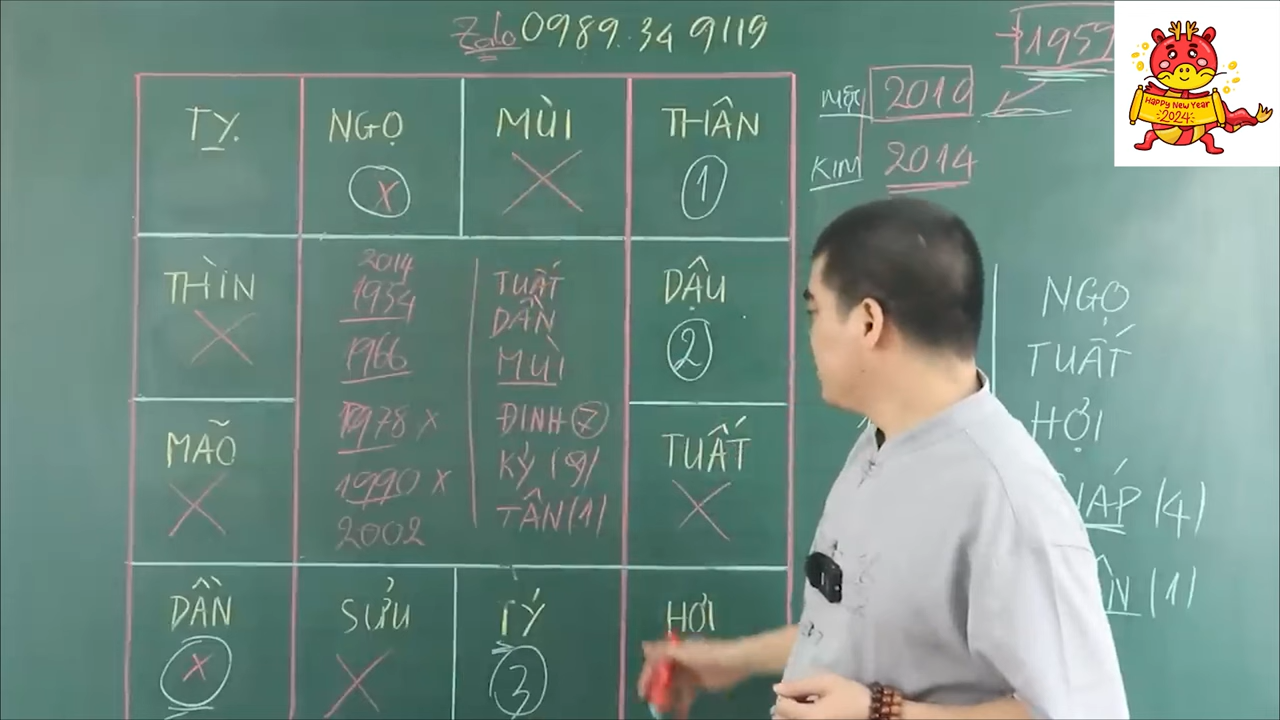 Zalo 0989.34 9119
1959
Happy New Year
2024
MỘC 2010
KIM 2014
TỴ
NGỌ
MÙI
THÂN
X
X
1
THÌN
X
2014
1954
1966
1978 X
1990 X
2002
TUẤT
DẦN
MÙI
ĐINH (7)
KỶ (9)
TÂN (1)
DẬU
2
MÃO
X
TUẤT
X
DẦN
X
SỬU
X
TÝ
3
HỢI
NGỌ
TUẤT
HỢI
GIÁP (4)
(1)